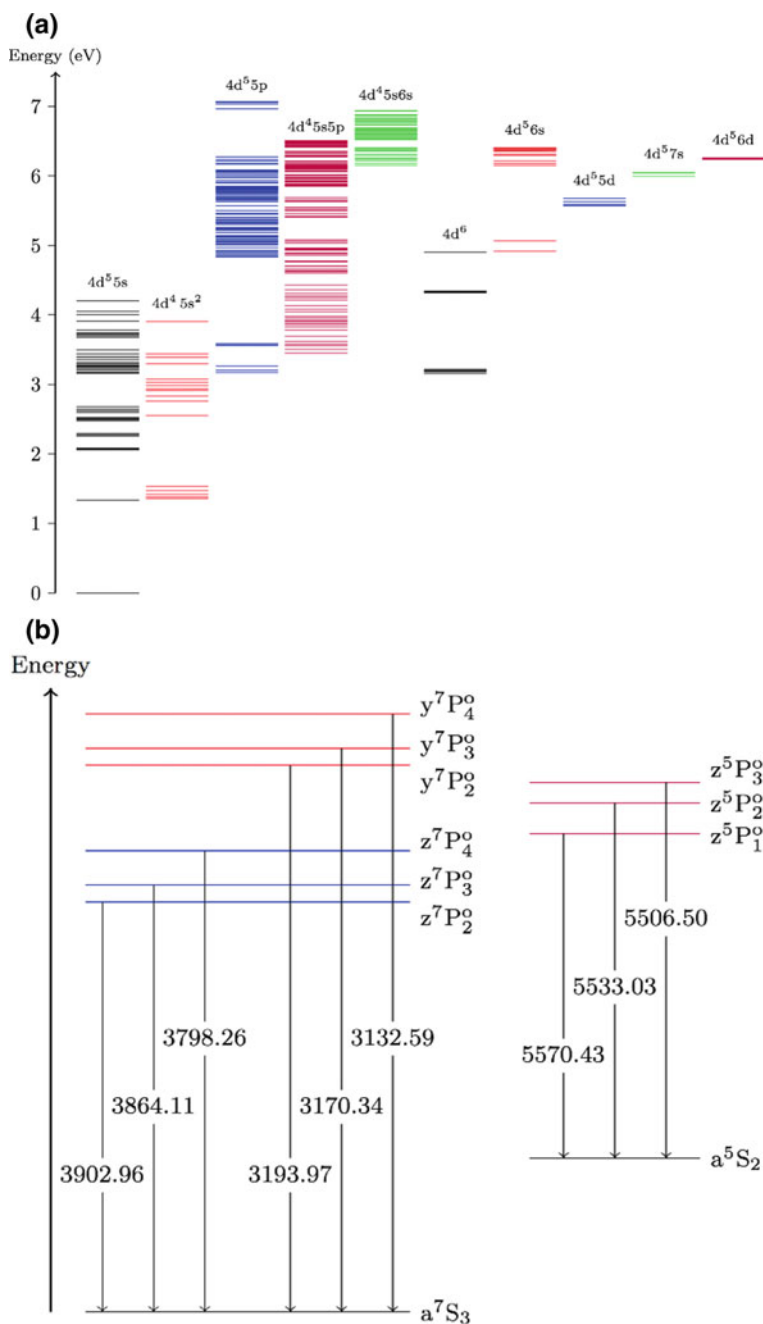 (a)
Energy (eV)
4d⁵5p
4d⁴5s6s
4d⁴5s5p
4d⁵6s
4d⁵6d
4d⁵7s
4d⁵5d
4d⁶
4d⁵5s
4d⁴ 5s²
7
6
5
4
3
2
1
0
(b)
Energy
y⁷P°₄
y⁷P°₃
y⁷P°₂
z⁷P°₄
z⁷P°₃
z⁷P°₂
3798.26
3132.59
3864.11
3170.34
3902.96
3193.97
a⁷S₃
z⁵P°₃
z⁵P°₂
z⁵P°₁
5506.50
5533.03
5570.43
a⁵S₂